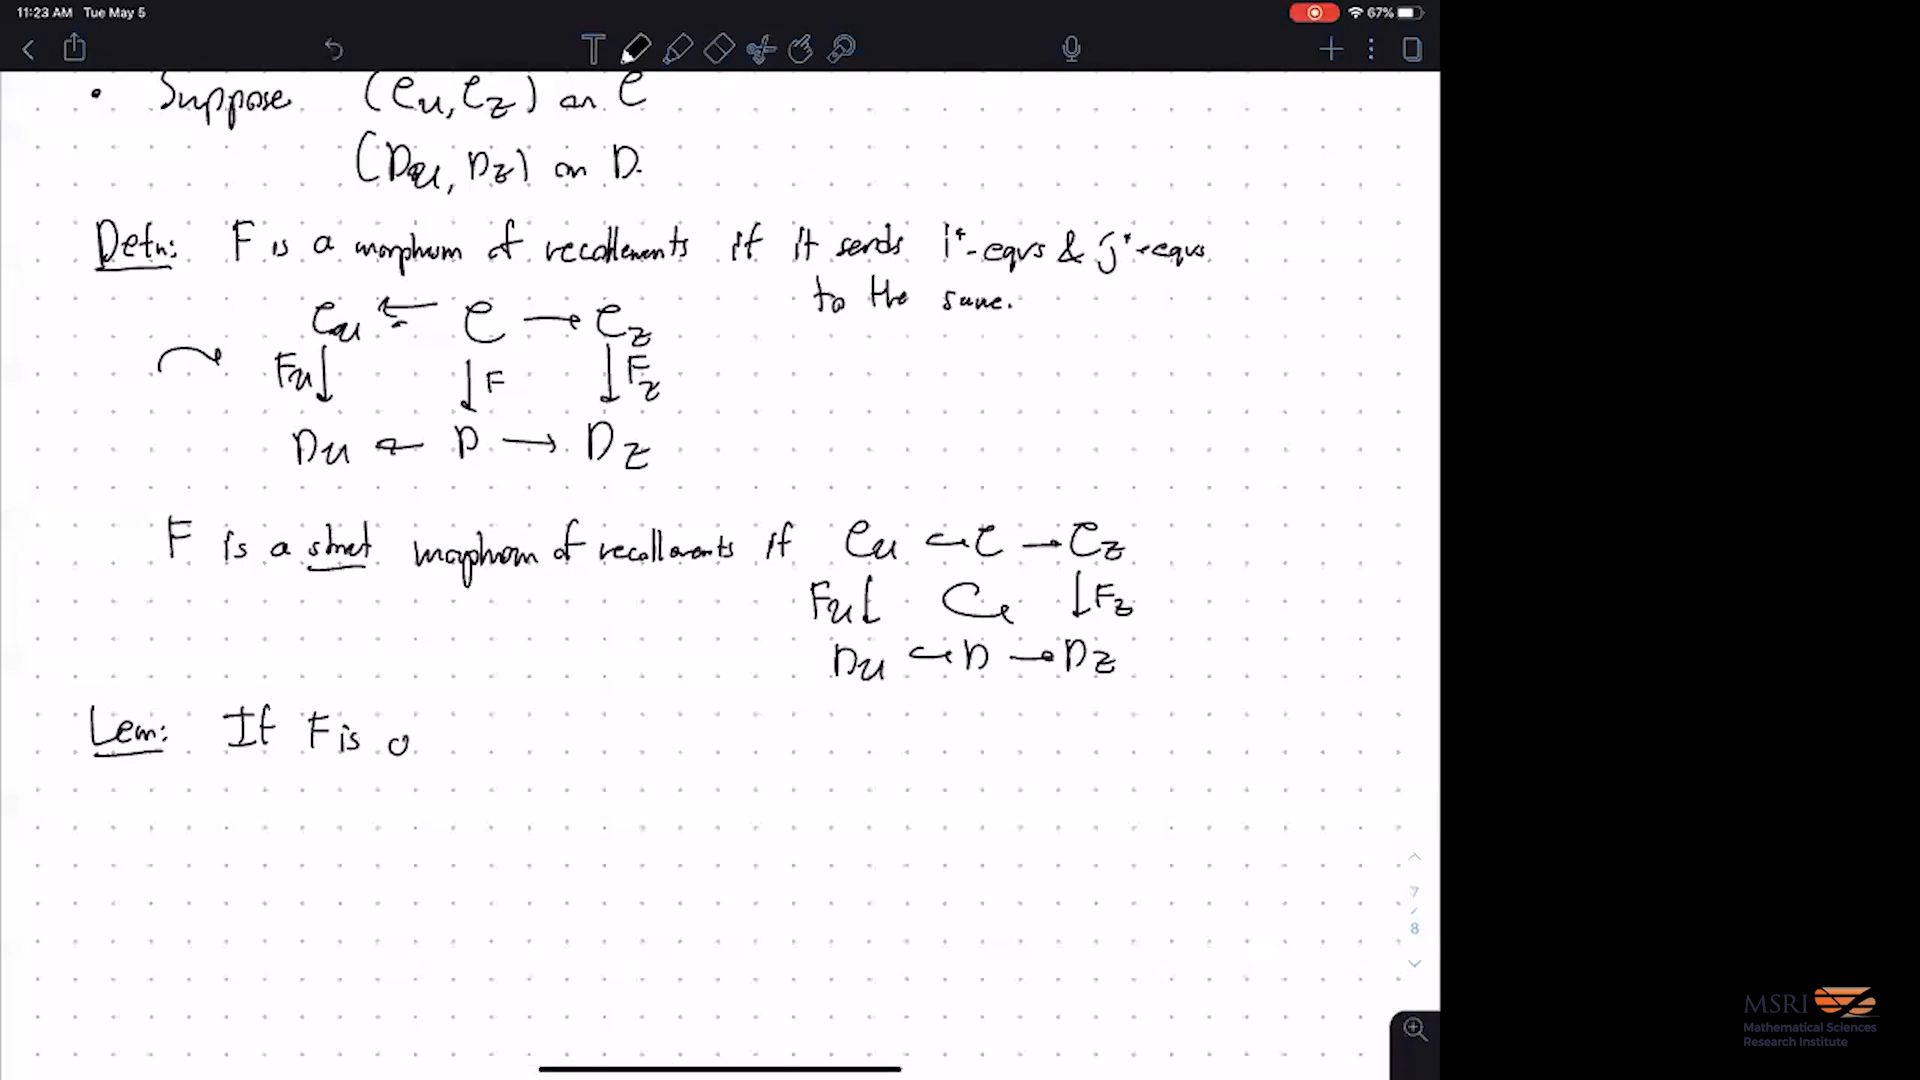 11:23 AM Tue May 5
67%
• Suppose (C_U, C_Z) on C
(D_U, D_Z) on D.
Defn: F is a morphism of recollements if it sends i*-eqvs & j*-eqvs
to the same.
C_U ← C → C_Z
F_U ↓ ↓ F ↓ F_Z
D_U ← D → D_Z
F is a strict morphism of recollements if C_U ↪ C → C_Z
F_U ↓ ↓ F_Z
D_U ↪ D → D_Z
Lem: If F is a
7
/
8
MSRI
Mathematical Sciences
Research Institute